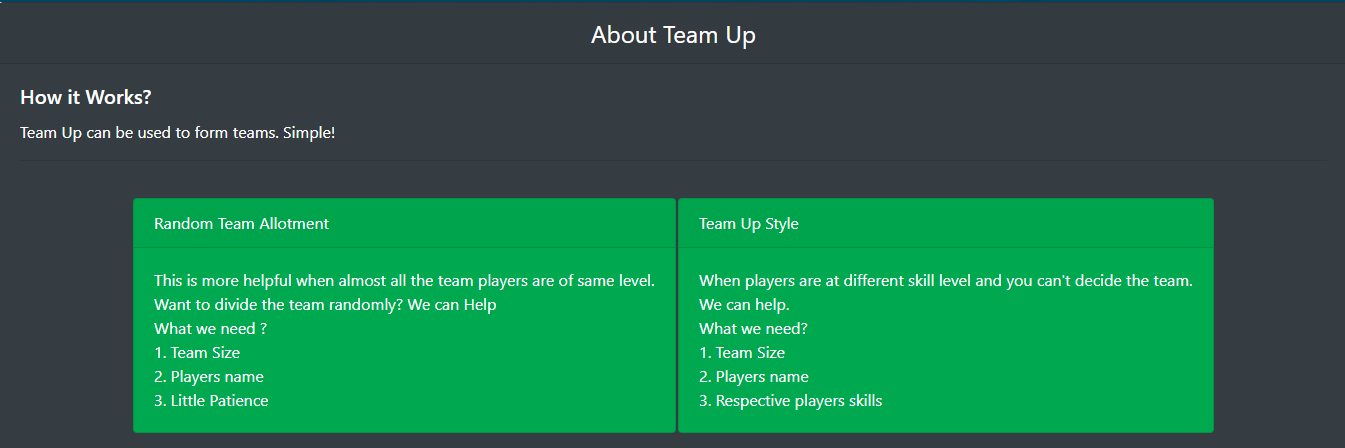 About Team Up
How it Works?
Team Up can be used to form teams. Simple!
Random Team Allotment
This is more helpful when almost all the team players are of same level.
Want to divide the team randomly? We can Help
What we need ?
1. Team Size
2. Players name
3. Little Patience
Team Up Style
When players are at different skill level and you can't decide the team.
We can help.
What we need?
1. Team Size
2. Players name
3. Respective players skills